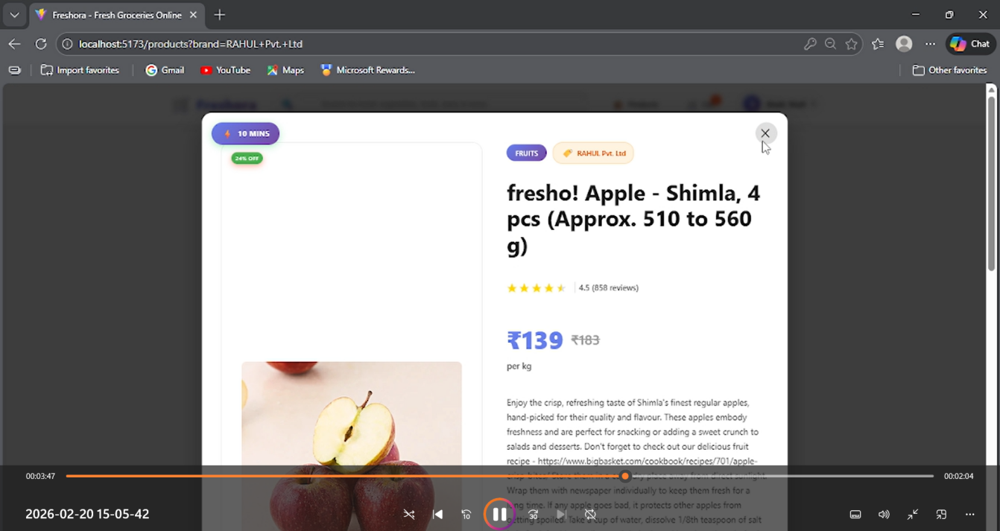 Freshora - Fresh Groceries Online
localhost:5173/products?brand=RAHUL+Pvt.+Ltd
Chat
Import favorites
Gmail
YouTube
Maps
Microsoft Rewards...
Other favorites
Freshora
10 MINS
24% OFF
FRUITS
RAHUL Pvt. Ltd
fresho! Apple - Shimla, 4
pcs (Approx. 510 to 560
g)
4.5 (858 reviews)
₹139 ₹183
per kg
Enjoy the crisp, refreshing taste of Shimla's finest regular apples,
hand-picked for their quality and flavour. These apples embody
freshness and are perfect for snacking or adding a sweet crunch to
salads and desserts. Don't forget to check out our delicious fruit
recipe - https://www.bigbasket.com/cookbook/recipes/701/apple-
place away from direct sunlight.
Wrap them with newspaper individually to keep them fresh for a
long time. If any apple goes bad, it protects other apples from
getting spoiled. Take a cup of water, dissolve 1/8th teaspoon of salt
00:03:47
00:02:04
2026-02-20 15-05-42
10
30